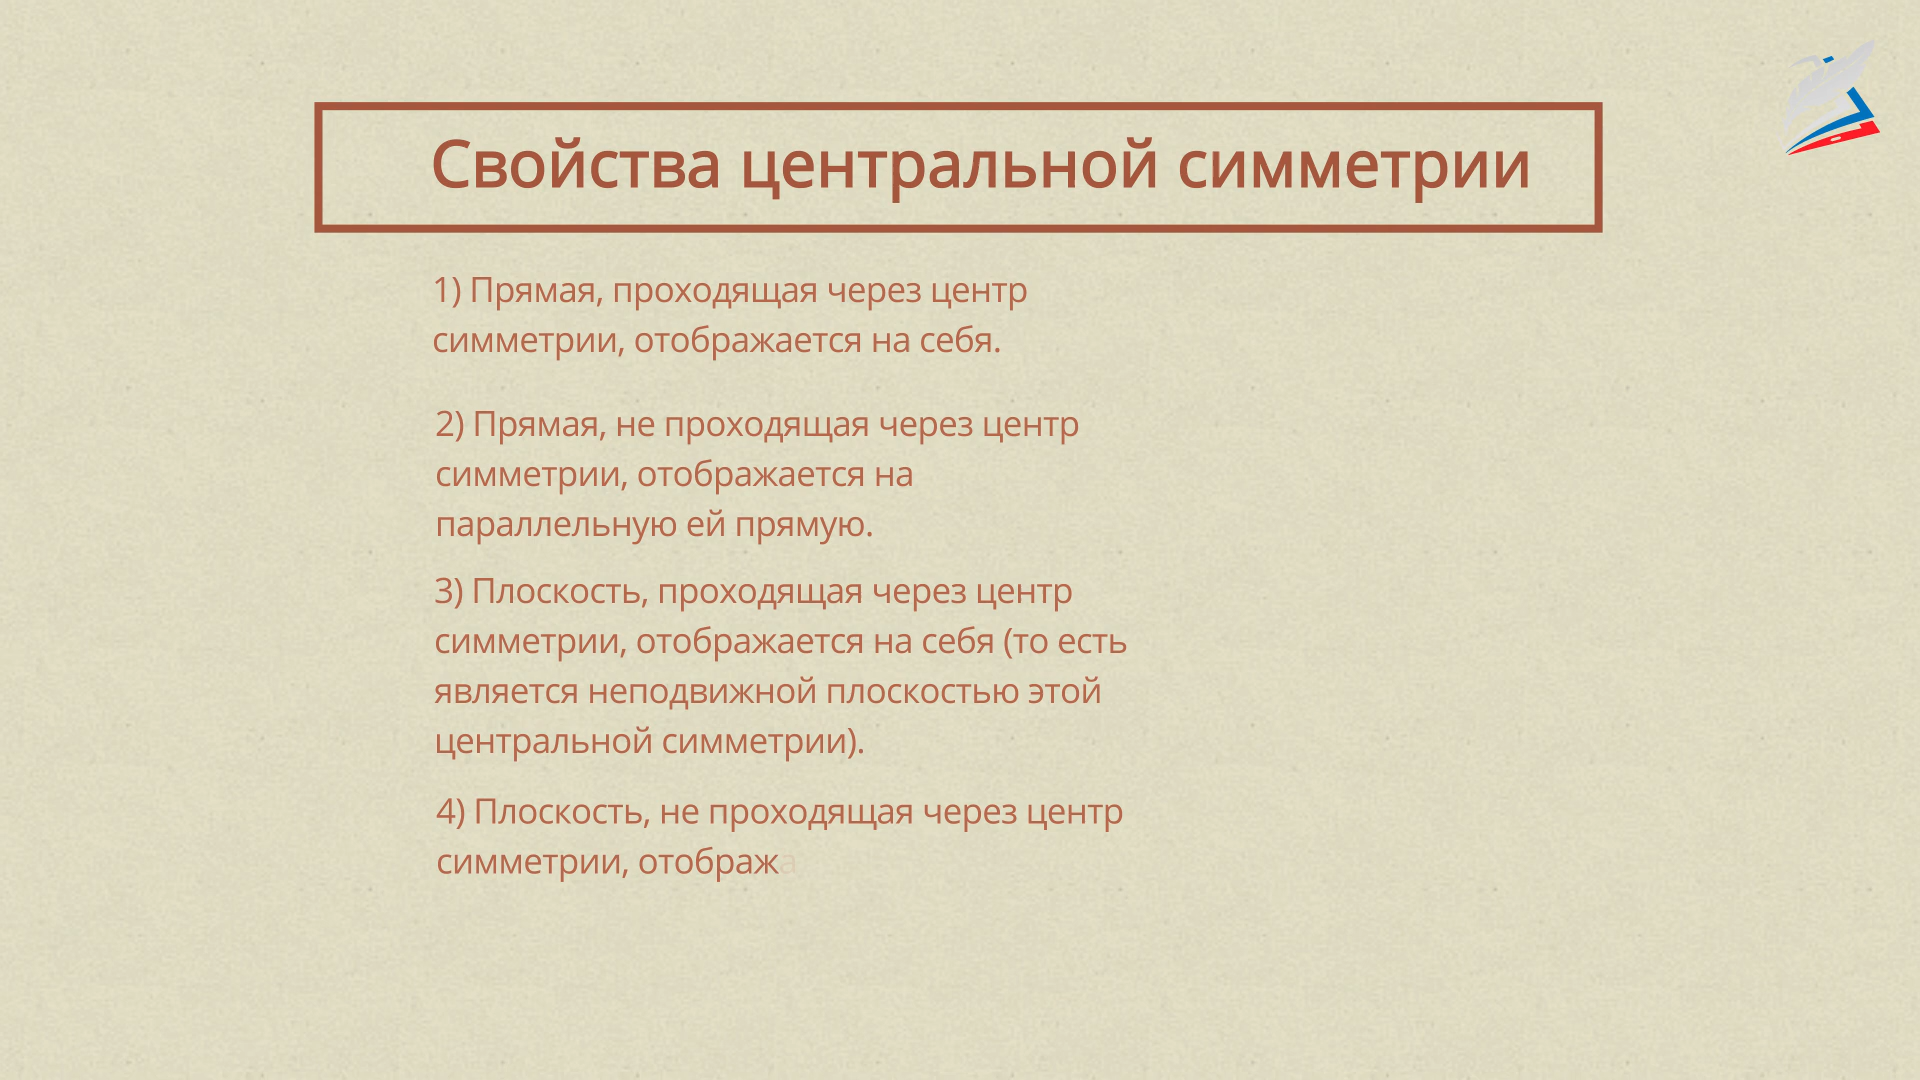 Свойства центральной симметрии
1) Прямая, проходящая через центр
симметрии, отображается на себя.
2) Прямая, не проходящая через центр
симметрии, отображается на
параллельную ей прямую.
3) Плоскость, проходящая через центр
симметрии, отображается на себя (то есть
является неподвижной плоскостью этой
центральной симметрии).
4) Плоскость, не проходящая через центр
симметрии, отобража